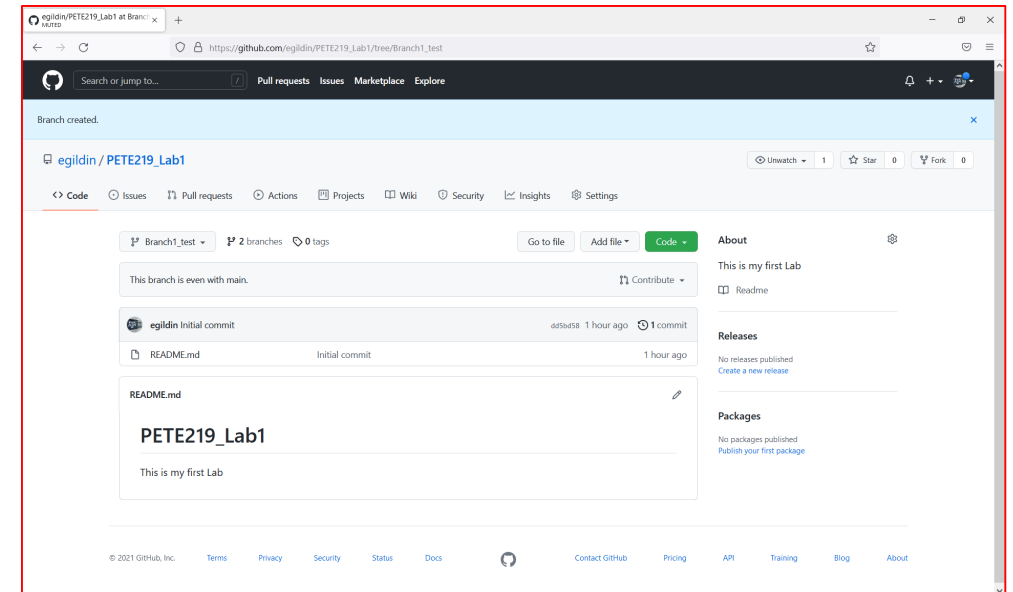 egildin/PETE219_Lab1 at Branch
MUTED
https://github.com/egildin/PETE219_Lab1/tree/Branch1_test
Search or jump to... / Pull requests Issues Marketplace Explore
Branch created.
egildin / PETE219_Lab1 Unwatch 1 Star 0 Fork 0
<> Code Issues Pull requests Actions Projects Wiki Security Insights Settings
Branch1_test 2 branches 0 tags Go to file Add file Code About
This is my first Lab
This branch is even with main. Contribute
Readme
egildin Initial commit dd5bd58 1 hour ago 1 commit
Releases
README.md Initial commit 1 hour ago
No releases published
Create a new release
README.md
Packages
PETE219_Lab1
No packages published
Publish your first package
This is my first Lab
© 2021 GitHub, Inc. Terms Privacy Security Status Docs Contact GitHub Pricing API Training Blog About